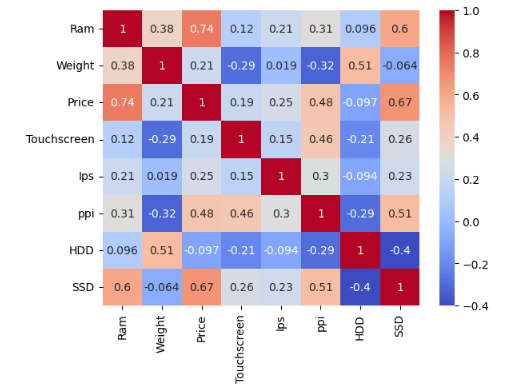 Ram 1 0.38 0.74 0.12 0.21 0.31 0.096 0.6
Weight 0.38 1 0.21 -0.29 0.019 -0.32 0.51 -0.064
Price 0.74 0.21 1 0.19 0.25 0.48 -0.097 0.67
Touchscreen 0.12 -0.29 0.19 1 0.15 0.46 -0.21 0.26
Ips 0.21 0.019 0.25 0.15 1 0.3 -0.094 0.23
ppi 0.31 -0.32 0.48 0.46 0.3 1 -0.29 0.51
HDD 0.096 0.51 -0.097 -0.21 -0.094 -0.29 1 -0.4
SSD 0.6 -0.064 0.67 0.26 0.23 0.51 -0.4 1
Ram Weight Price Touchscreen Ips ppi HDD SSD
1.0
0.8
0.6
0.4
0.2
0.0
−0.2
−0.4